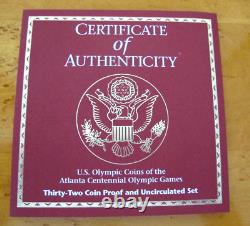 CERTIFICATE
of
AUTHENTICITY
U.S. Olympic Coins of the
Atlanta Centennial Olympic Games
Thirty-Two Coin Proof and Uncirculated Set